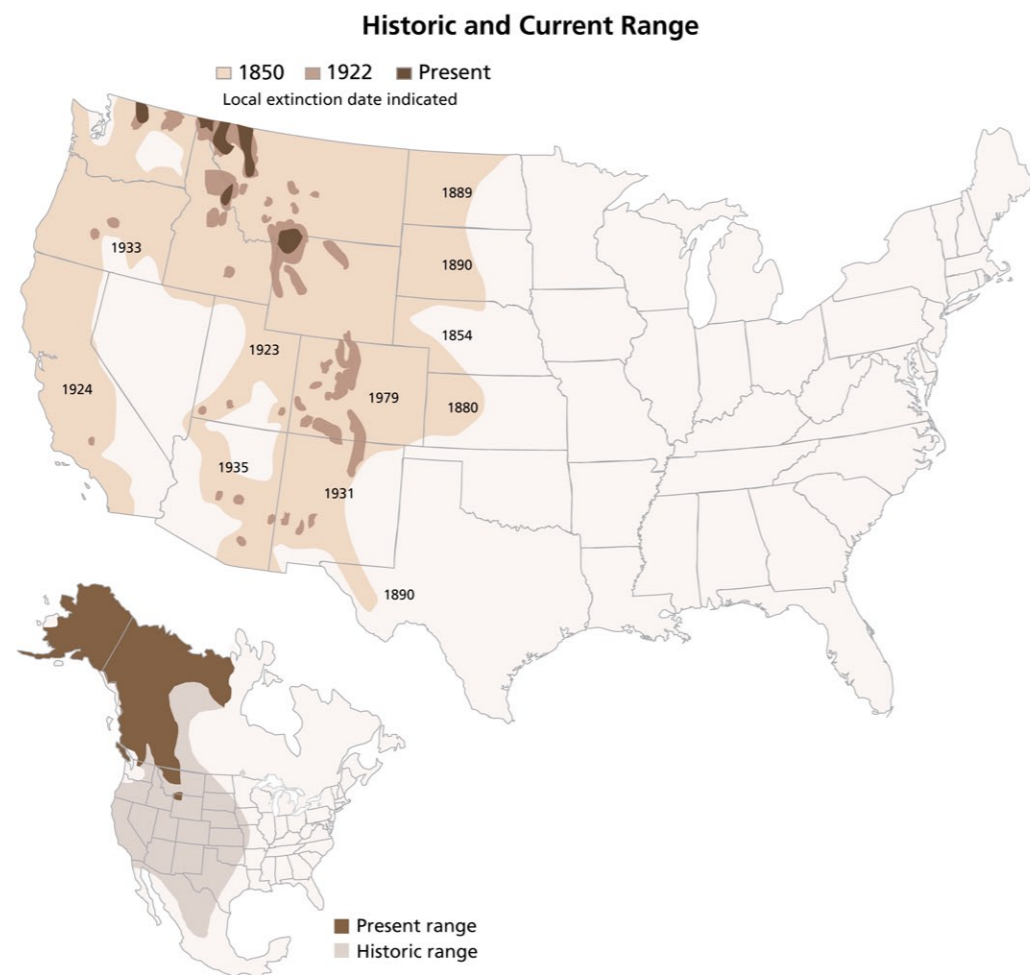 Historic and Current Range
1850 1922 Present
Local extinction date indicated
1889
1933
1890
1854
1923
1924
1979
1880
1935
1931
1890
Present range
Historic range